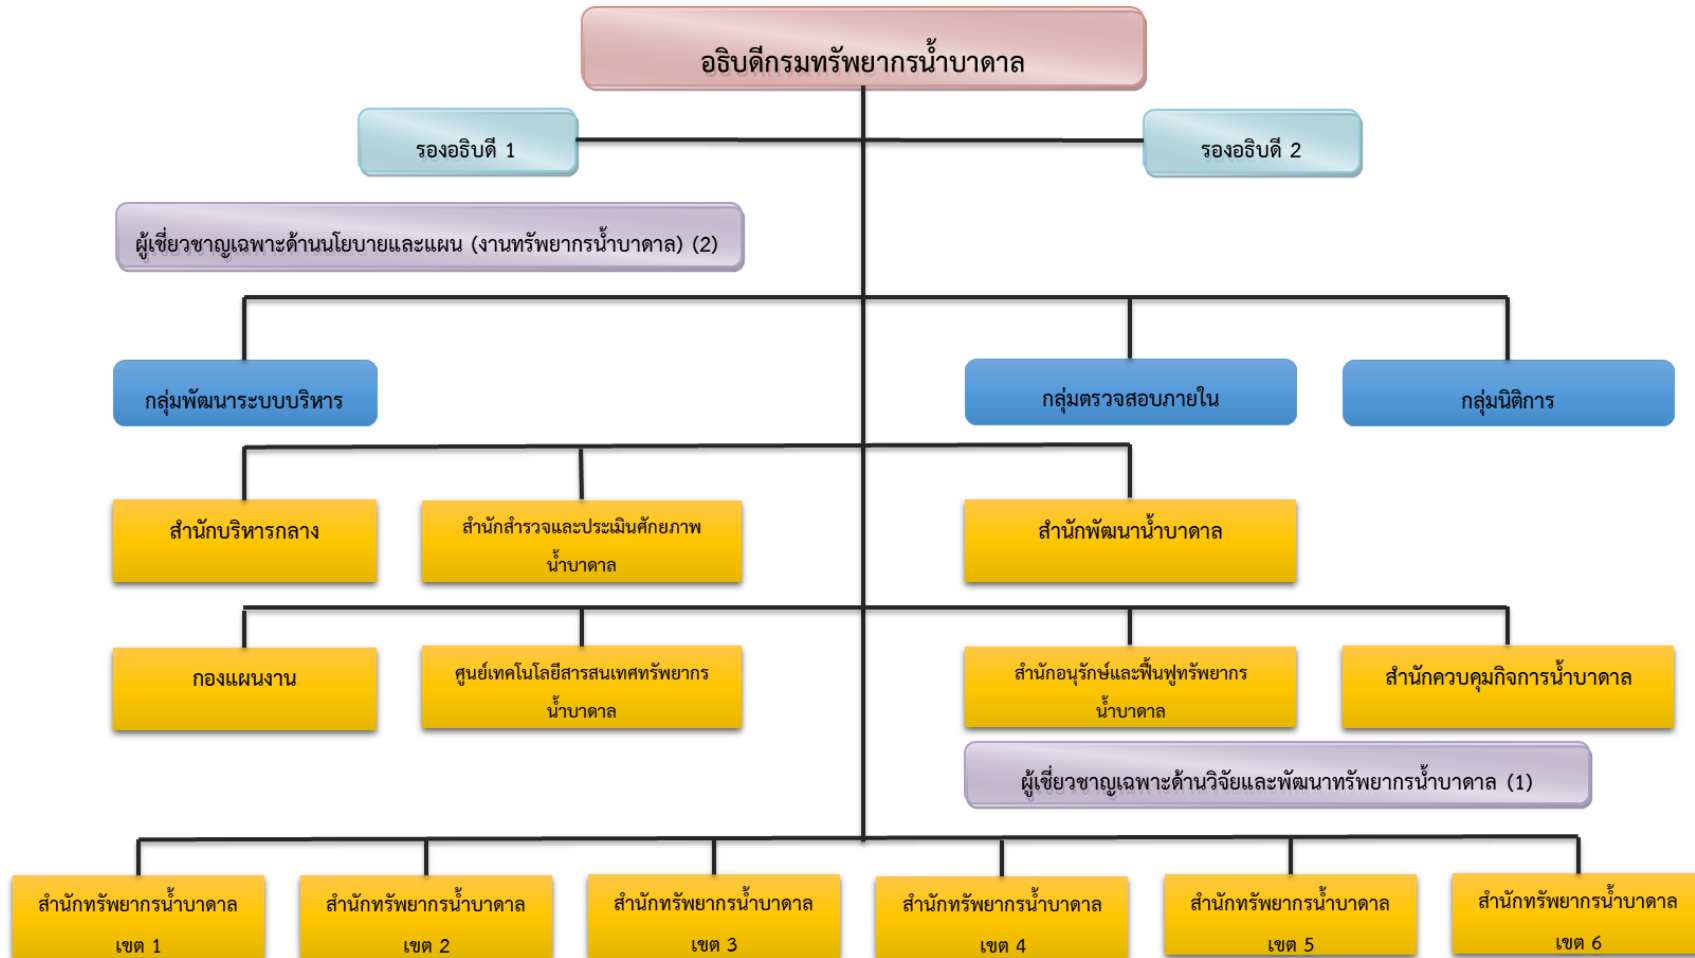 อธิบดีกรมทรัพยากรน้ำบาดาล
รองอธิบดี 1
รองอธิบดี 2
ผู้เชี่ยวชาญเฉพาะด้านนโยบายและแผน (งานทรัพยากรน้ำบาดาล) (2)
กลุ่มพัฒนาระบบบริหาร
กลุ่มตรวจสอบภายใน
กลุ่มนิติการ
สำนักบริหารกลาง
สำนักสำรวจและประเมินศักยภาพ
น้ำบาดาล
สำนักพัฒนาน้ำบาดาล
กองแผนงาน
ศูนย์เทคโนโลยีสารสนเทศทรัพยากร
น้ำบาดาล
สำนักอนุรักษ์และฟื้นฟูทรัพยากร
น้ำบาดาล
สำนักควบคุมกิจการน้ำบาดาล
ผู้เชี่ยวชาญเฉพาะด้านวิจัยและพัฒนาทรัพยากรน้ำบาดาล (1)
สำนักทรัพยากรน้ำบาดาล
เขต 1
สำนักทรัพยากรน้ำบาดาล
เขต 2
สำนักทรัพยากรน้ำบาดาล
เขต 3
สำนักทรัพยากรน้ำบาดาล
เขต 4
สำนักทรัพยากรน้ำบาดาล
เขต 5
สำนักทรัพยากรน้ำบาดาล
เขต 6